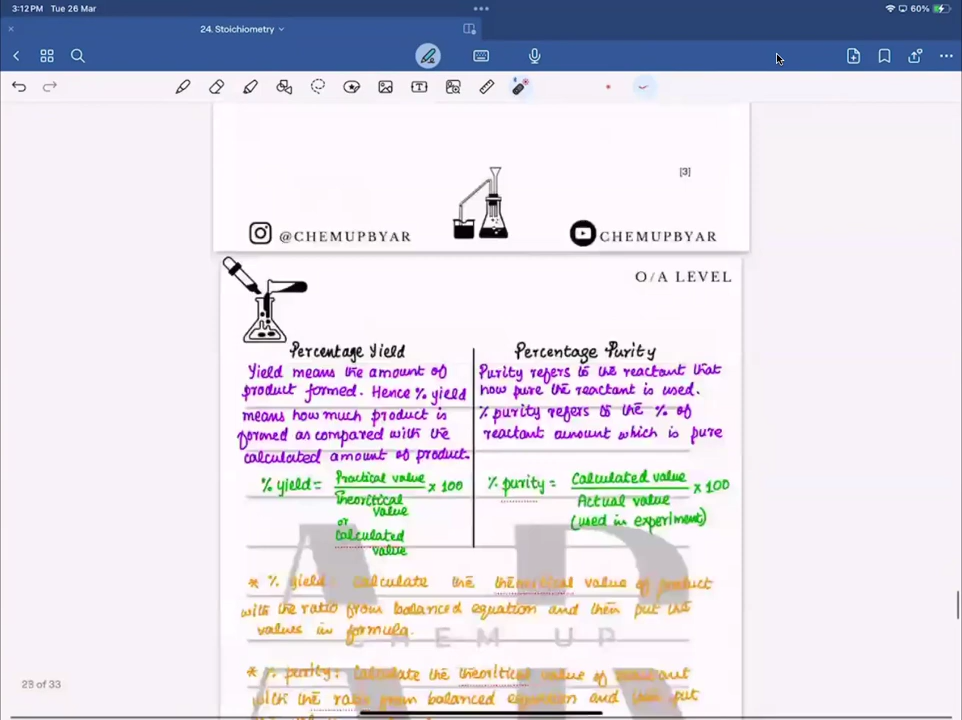 3:12 PM Tue 26 Mar
60%
24. Stoichiometry
[3]
@CHEMUPBYAR
CHEMUPBYAR
O/A LEVEL
Percentage Yield
Yield means the amount of
product formed. Hence % yield
means how much product is
formed as compared with the
calculated amount of product.
% yield = Practical value × 100
Theoritical
value
or
calculated
value
Percentage Purity
Purity refers to the reactant that
how pure the reactant is used.
% purity refers to the % of
reactant amount which is pure
% purity = Calculated value × 100
Actual value
(used in experiment)
* % yield: Calculate the theoritical value of product
with the ratio from balanced equation and then put the
values in formula.
CHEM UP
* % purity: Calculate the theoritical value of reactant
with the ratio from balanced equation and then put
23 of 33